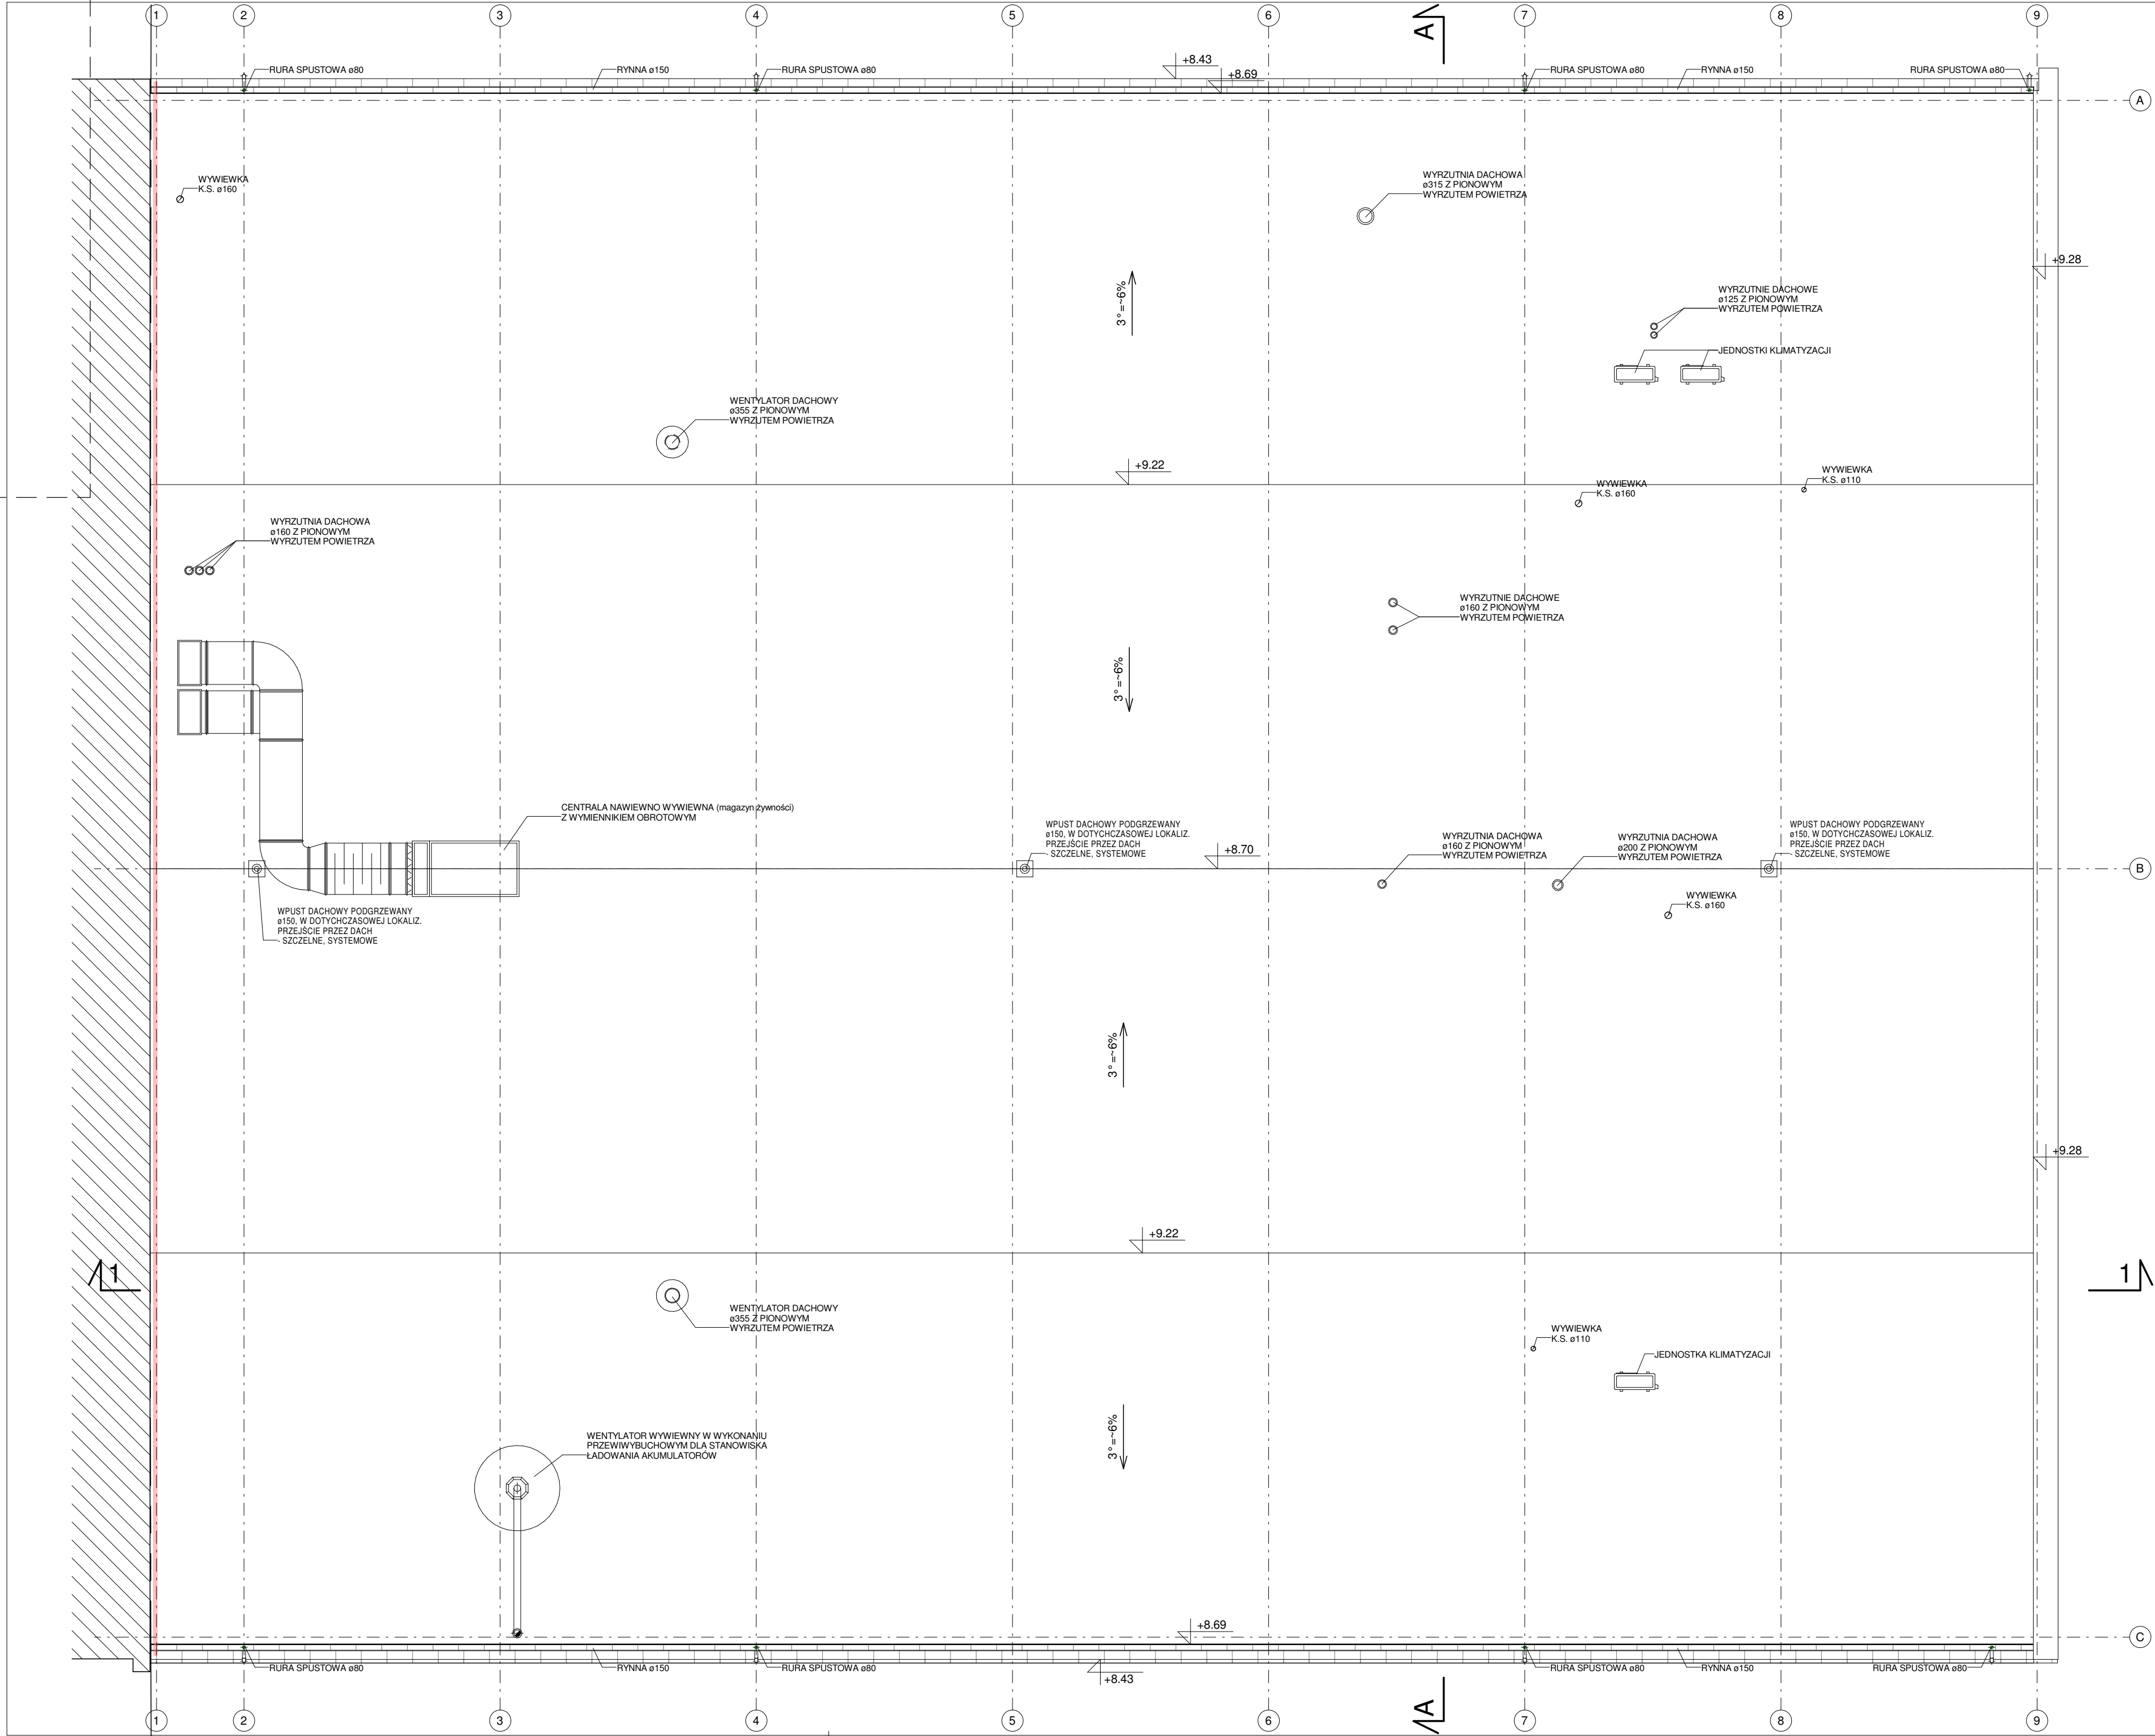 1 2 3 4 5 6 7 8 9
A
+8.43
+8.69
RURA SPUSTOWA ø80
RYNNA ø150
RURA SPUSTOWA ø80
RURA SPUSTOWA ø80
RYNNA ø150
RURA SPUSTOWA ø80
A
WYWIEWKA
K.S. ø160
WYRZUTNIA DACHOWA
ø315 Z PIONOWYM
WYRZUTEM POWIETRZA
+9.28
3°=~6%
WYRZUTNIE DACHOWE
ø125 Z PIONOWYM
WYRZUTEM POWIETRZA
JEDNOSTKI KLIMATYZACJI
WENTYLATOR DACHOWY
ø355 Z PIONOWYM
WYRZUTEM POWIETRZA
+9.22
WYWIEWKA
K.S. ø160
WYWIEWKA
K.S. ø110
WYRZUTNIA DACHOWA
ø160 Z PIONOWYM
WYRZUTEM POWIETRZA
WYRZUTNIE DACHOWE
ø160 Z PIONOWYM
WYRZUTEM POWIETRZA
3°=~6%
CENTRALA NAWIEWNO WYWIEWNA (magazyn żywności)
Z WYMIENNIKIEM OBROTOWYM
WPUST DACHOWY PODGRZEWANY
ø150, W DOTYCHCZASOWEJ LOKALIZ.
PRZEJŚCIE PRZEZ DACH
- SZCZELNE, SYSTEMOWE
+8.70
WYRZUTNIA DACHOWA
ø160 Z PIONOWYM
WYRZUTEM POWIETRZA
WYRZUTNIA DACHOWA
ø200 Z PIONOWYM
WYRZUTEM POWIETRZA
WPUST DACHOWY PODGRZEWANY
ø150, W DOTYCHCZASOWEJ LOKALIZ.
PRZEJŚCIE PRZEZ DACH
- SZCZELNE, SYSTEMOWE
B
WPUST DACHOWY PODGRZEWANY
ø150, W DOTYCHCZASOWEJ LOKALIZ.
PRZEJŚCIE PRZEZ DACH
- SZCZELNE, SYSTEMOWE
WYWIEWKA
K.S. ø160
3°=~6%
+9.28
+9.22
1
1
WENTYLATOR DACHOWY
ø355 Z PIONOWYM
WYRZUTEM POWIETRZA
WYWIEWKA
K.S. ø110
JEDNOSTKA KLIMATYZACJI
3°=~6%
WENTYLATOR WYWIEWNY W WYKONANIU
PRZEWIWYBUCHOWYM DLA STANOWISKA
ŁADOWANIA AKUMULATORÓW
+8.69
C
RURA SPUSTOWA ø80
RYNNA ø150
RURA SPUSTOWA ø80
RURA SPUSTOWA ø80
RYNNA ø150
RURA SPUSTOWA ø80
+8.43
A
1 2 3 4 5 6 7 8 9